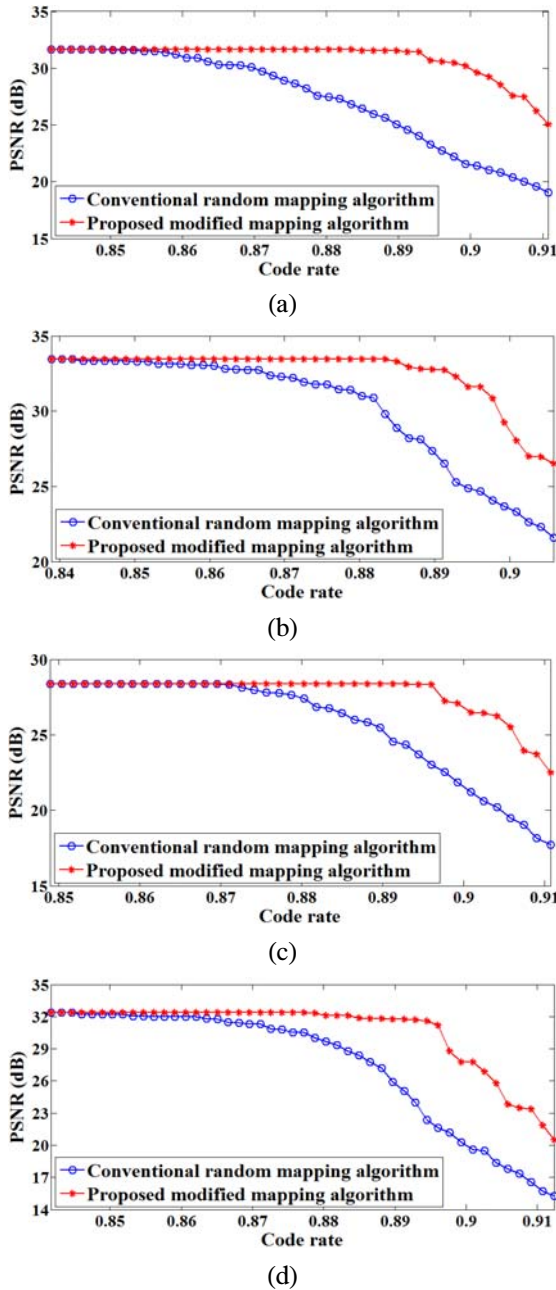 35
30
25
20
15
PSNR (dB)
Conventional random mapping algorithm
Proposed modified mapping algorithm
0.85 0.86 0.87 0.88 0.89 0.9 0.91
Code rate
(a)
35
30
25
20
PSNR (dB)
Conventional random mapping algorithm
Proposed modified mapping algorithm
0.84 0.85 0.86 0.87 0.88 0.89 0.9
Code rate
(b)
30
25
20
15
PSNR (dB)
Conventional random mapping algorithm
Proposed modified mapping algorithm
0.85 0.86 0.87 0.88 0.89 0.9 0.91
Code rate
(c)
35
32
29
26
23
20
17
14
PSNR (dB)
Conventional random mapping algorithm
Proposed modified mapping algorithm
0.85 0.86 0.87 0.88 0.89 0.9 0.91
Code rate
(d)